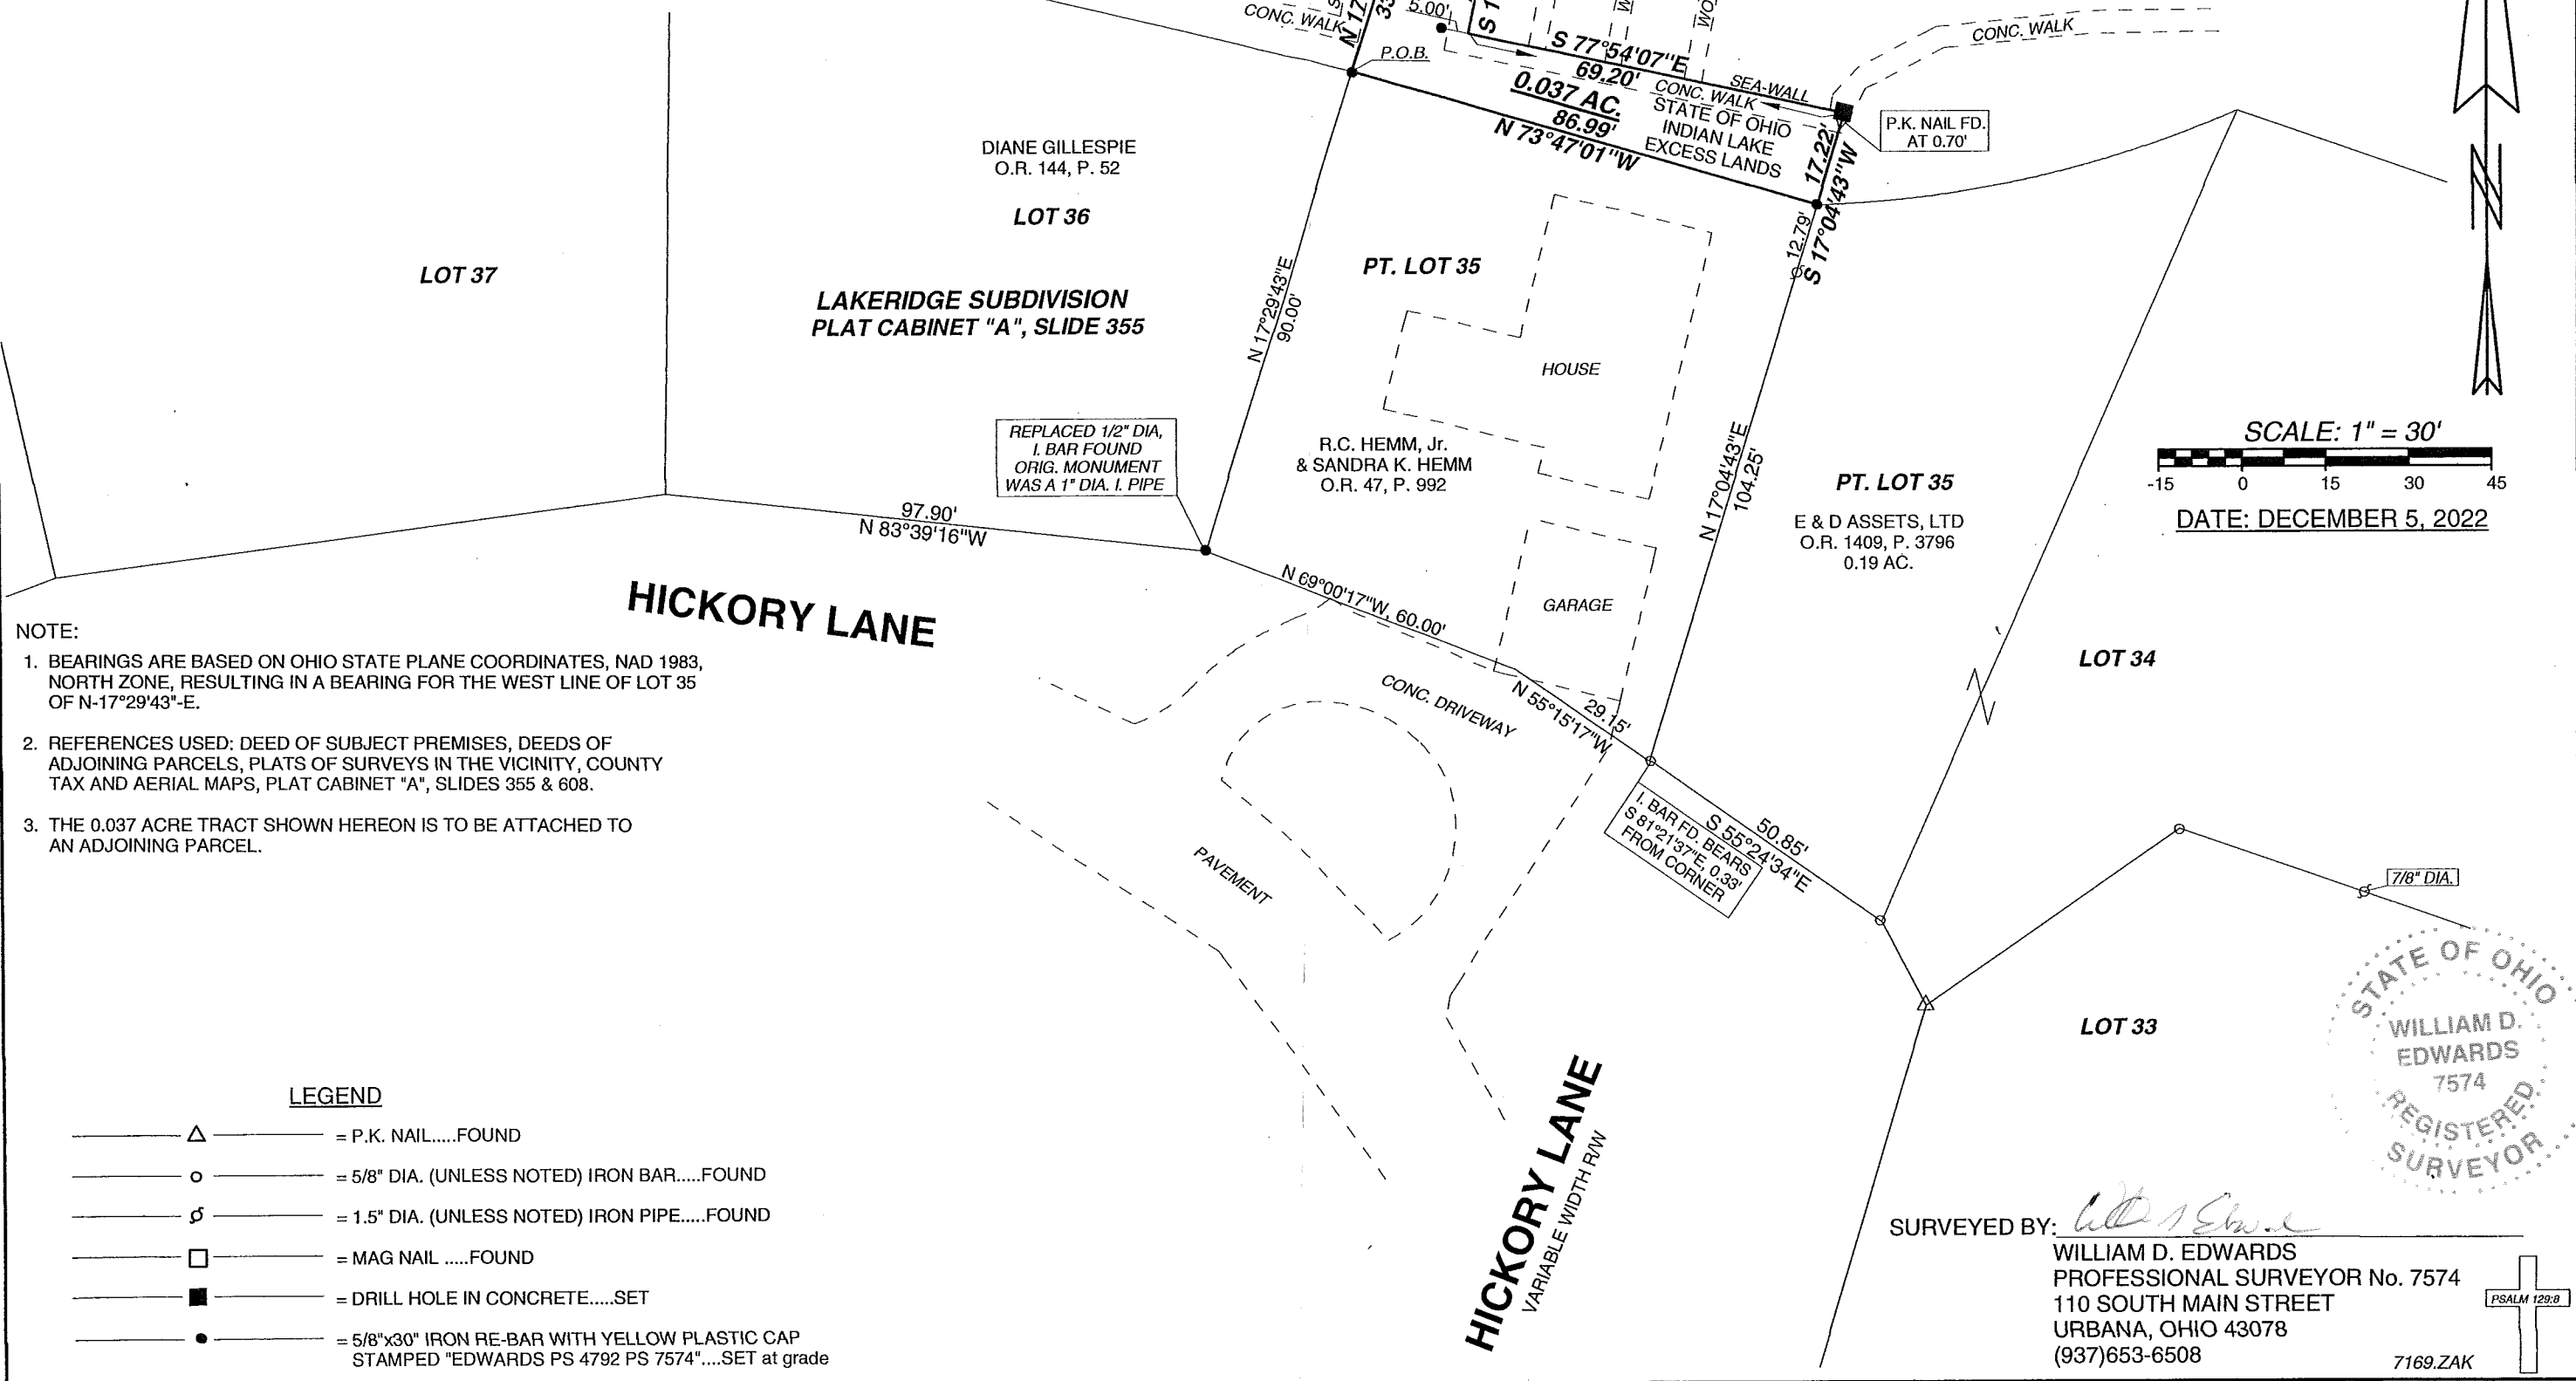 CONC. WALK
N 17
33
5.00'
S 1
W
WO
P.O.B.
S 77°54'07"E
69.20'
0.037 AC.
86.99'
N 73°47'01"W
SEA-WALL
CONC. WALK
STATE OF OHIO
INDIAN LAKE
EXCESS LANDS
CONC. WALK
P.K. NAIL FD.
AT 0.70'
17.22'
S 17°04'43"W
12.79'
DIANE GILLESPIE
O.R. 144, P. 52
LOT 36
LOT 37
LAKERIDGE SUBDIVISION
PLAT CABINET "A", SLIDE 355
N 17°29'43"E
90.00'
PT. LOT 35
HOUSE
REPLACED 1/2" DIA,
I. BAR FOUND
ORIG. MONUMENT
WAS A 1" DIA. I. PIPE
R.C. HEMM, Jr.
& SANDRA K. HEMM
O.R. 47, P. 992
N 17°04'43"E
104.25'
PT. LOT 35
E & D ASSETS, LTD
O.R. 1409, P. 3796
0.19 AC.
N
SCALE: 1" = 30'
-15 0 15 30 45
DATE: DECEMBER 5, 2022
97.90'
N 83°39'16"W
HICKORY LANE
N 69°00'17"W, 60.00'
GARAGE
CONC. DRIVEWAY
29.15'
N 55°15'17"W
LOT 34
NOTE:
1. BEARINGS ARE BASED ON OHIO STATE PLANE COORDINATES, NAD 1983,
NORTH ZONE, RESULTING IN A BEARING FOR THE WEST LINE OF LOT 35
OF N-17°29'43"-E.
2. REFERENCES USED: DEED OF SUBJECT PREMISES, DEEDS OF
ADJOINING PARCELS, PLATS OF SURVEYS IN THE VICINITY, COUNTY
TAX AND AERIAL MAPS, PLAT CABINET "A", SLIDES 355 & 608.
3. THE 0.037 ACRE TRACT SHOWN HEREON IS TO BE ATTACHED TO
AN ADJOINING PARCEL.
PAVEMENT
I. BAR FD. BEARS
S 81°21'37"E, 0.33'
FROM CORNER
50.85'
S 55°24'34"E
7/8" DIA.
LOT 33
STATE OF OHIO
WILLIAM D.
EDWARDS
7574
REGISTERED
SURVEYOR
LEGEND
= P.K. NAIL.....FOUND
= 5/8" DIA. (UNLESS NOTED) IRON BAR.....FOUND
= 1.5" DIA. (UNLESS NOTED) IRON PIPE.....FOUND
= MAG NAIL .....FOUND
= DRILL HOLE IN CONCRETE.....SET
= 5/8"x30" IRON RE-BAR WITH YELLOW PLASTIC CAP
STAMPED "EDWARDS PS 4792 PS 7574"....SET at grade
HICKORY LANE
VARIABLE WIDTH R/W
SURVEYED BY:
WILLIAM D. EDWARDS
PROFESSIONAL SURVEYOR No. 7574
110 SOUTH MAIN STREET
URBANA, OHIO 43078
(937)653-6508
PSALM 129:8
7169.ZAK